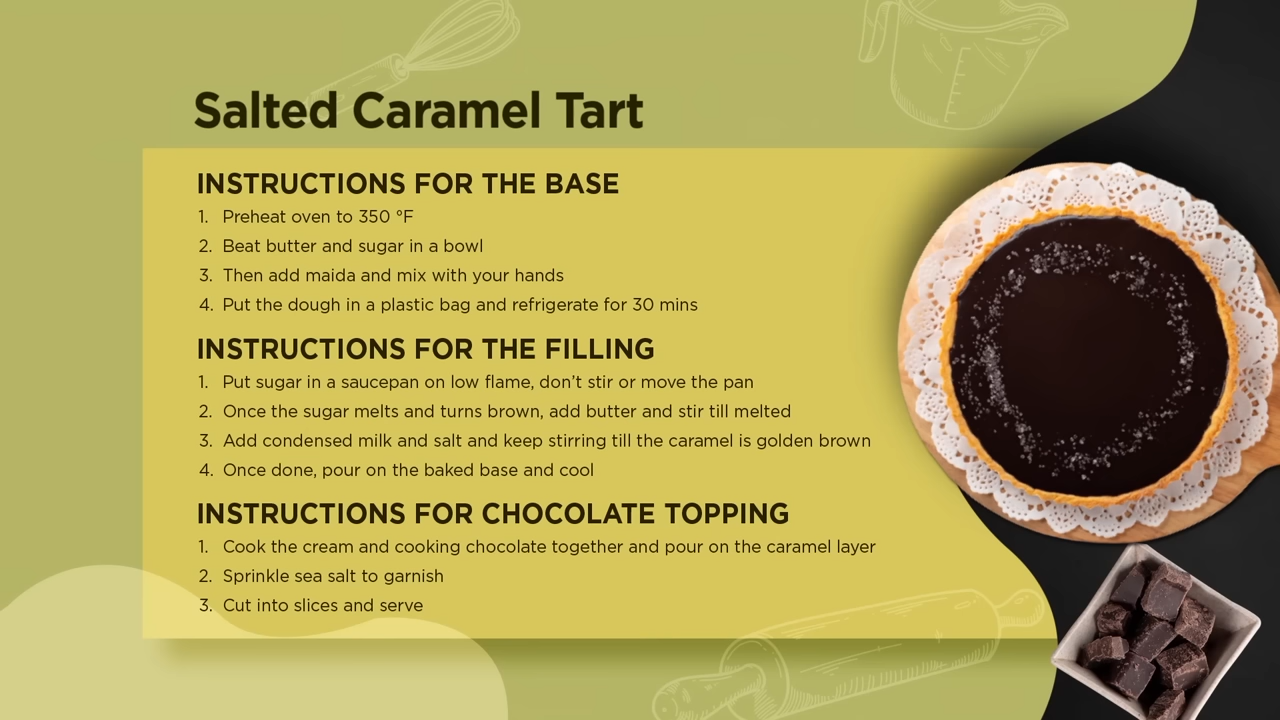 Salted Caramel Tart
INSTRUCTIONS FOR THE BASE
1. Preheat oven to 350 °F
2. Beat butter and sugar in a bowl
3. Then add maida and mix with your hands
4. Put the dough in a plastic bag and refrigerate for 30 mins
INSTRUCTIONS FOR THE FILLING
1. Put sugar in a saucepan on low flame, don’t stir or move the pan
2. Once the sugar melts and turns brown, add butter and stir till melted
3. Add condensed milk and salt and keep stirring till the caramel is golden brown
4. Once done, pour on the baked base and cool
INSTRUCTIONS FOR CHOCOLATE TOPPING
1. Cook the cream and cooking chocolate together and pour on the caramel layer
2. Sprinkle sea salt to garnish
3. Cut into slices and serve